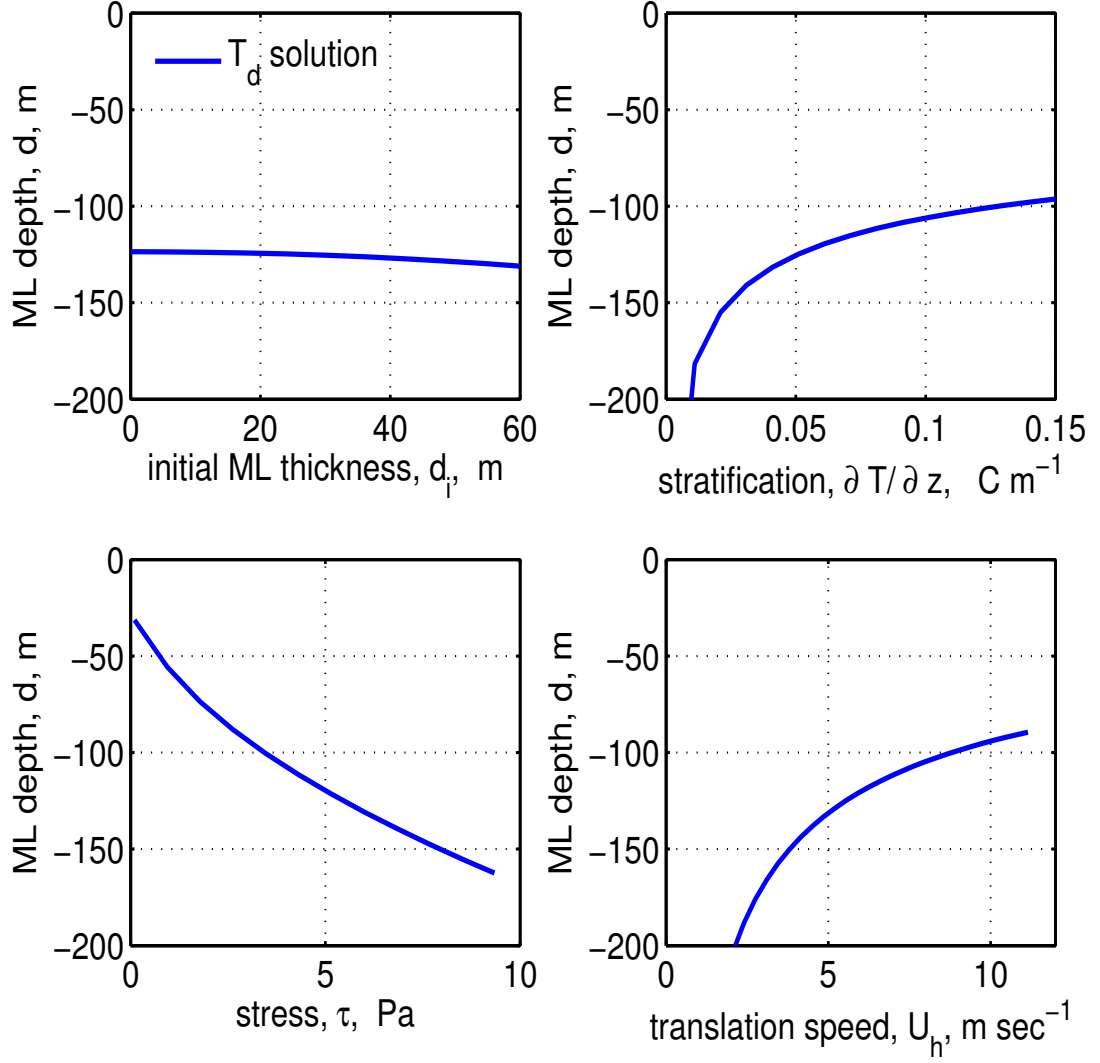 0
−50
−100
−150
−200
ML depth, d, m
T_d solution
0 20 40 60
initial ML thickness, d_i, m
0
−50
−100
−150
−200
ML depth, d, m
0 0.05 0.1 0.15
stratification, ∂ T/ ∂ z, C m⁻¹
0
−50
−100
−150
−200
ML depth, d, m
0 5 10
stress, τ, Pa
0
−50
−100
−150
−200
ML depth, d, m
0 5 10
translation speed, U_h, m sec⁻¹